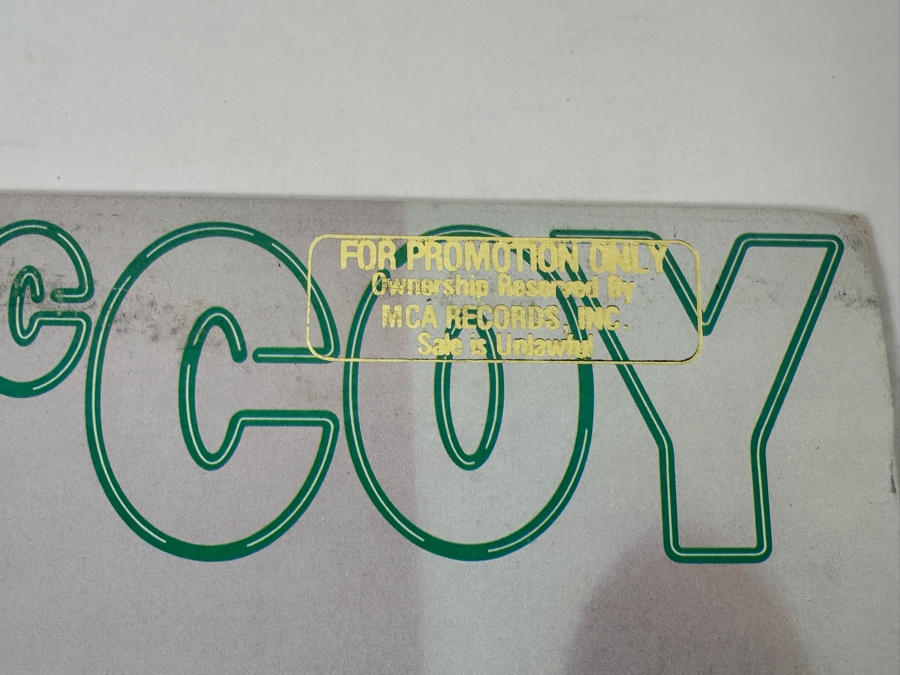 cCOY
FOR PROMOTION ONLY
Ownership Reserved By
MCA RECORDS, INC.
Sale is Unlawful